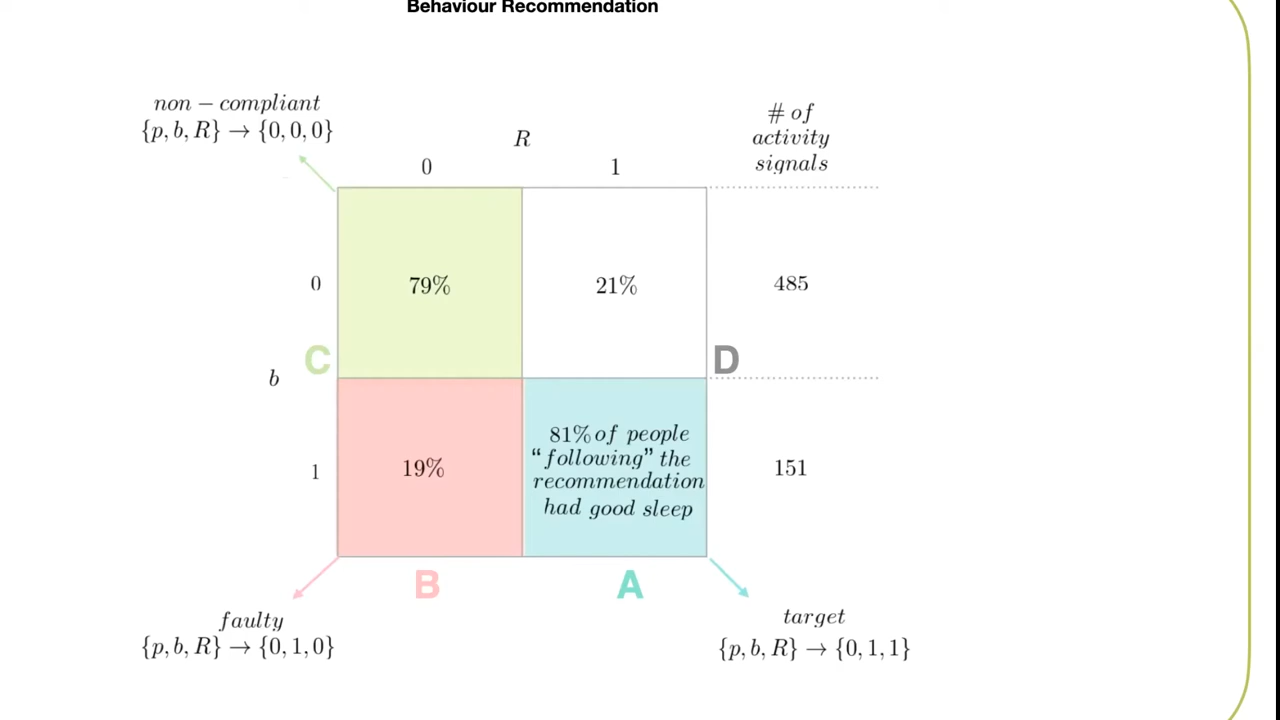 Behaviour Recommendation
non − compliant
{p, b, R} → {0, 0, 0}
# of
activity
signals
R
0
1
0
79%
21%
485
C
D
b
1
19%
81% of people
“following” the
recommendation
had good sleep
151
B
A
faulty
{p, b, R} → {0, 1, 0}
target
{p, b, R} → {0, 1, 1}